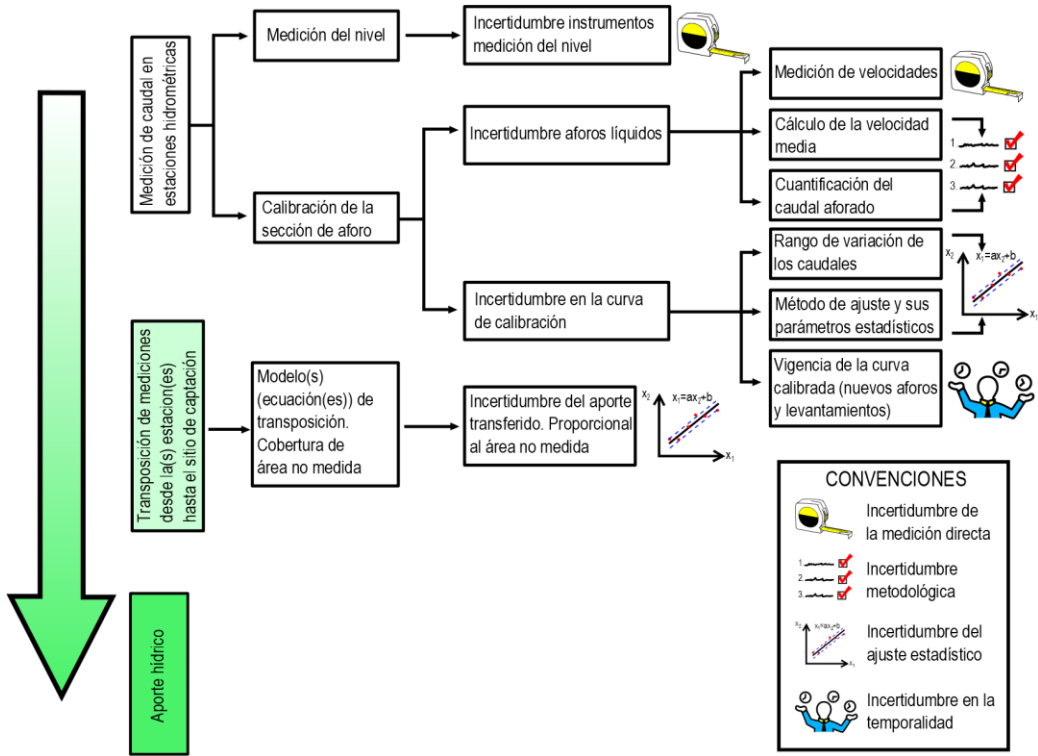 Medición de caudal en
estaciones hidrométricas
Medición del nivel
Incertidumbre instrumentos
medición del nivel
Calibración de la
sección de aforo
Incertidumbre aforos líquidos
Medición de velocidades
Cálculo de la velocidad
media
Cuantificación del
caudal aforado
1.
2.
3.
Incertidumbre en la curva
de calibración
Rango de variación de
los caudales
Método de ajuste y sus
parámetros estadísticos
Vigencia de la curva
calibrada (nuevos aforos
y levantamientos)
x₂
x₁=ax₂+b
x₁
Transposición de mediciones
desde la(s) estacion(es)
hasta el sitio de captación
Modelo(s)
(ecuación(es)) de
transposición.
Cobertura de
área no medida
Incertidumbre del aporte
transferido. Proporcional
al área no medida
x₂
x₁=ax₂+b
x₁
Aporte hídrico
CONVENCIONES
Incertidumbre de
la medición directa
1.
2.
3.
Incertidumbre
metodológica
x₂
x₁=ax₂+b
x₁
Incertidumbre del
ajuste estadístico
Incertidumbre en la
temporalidad